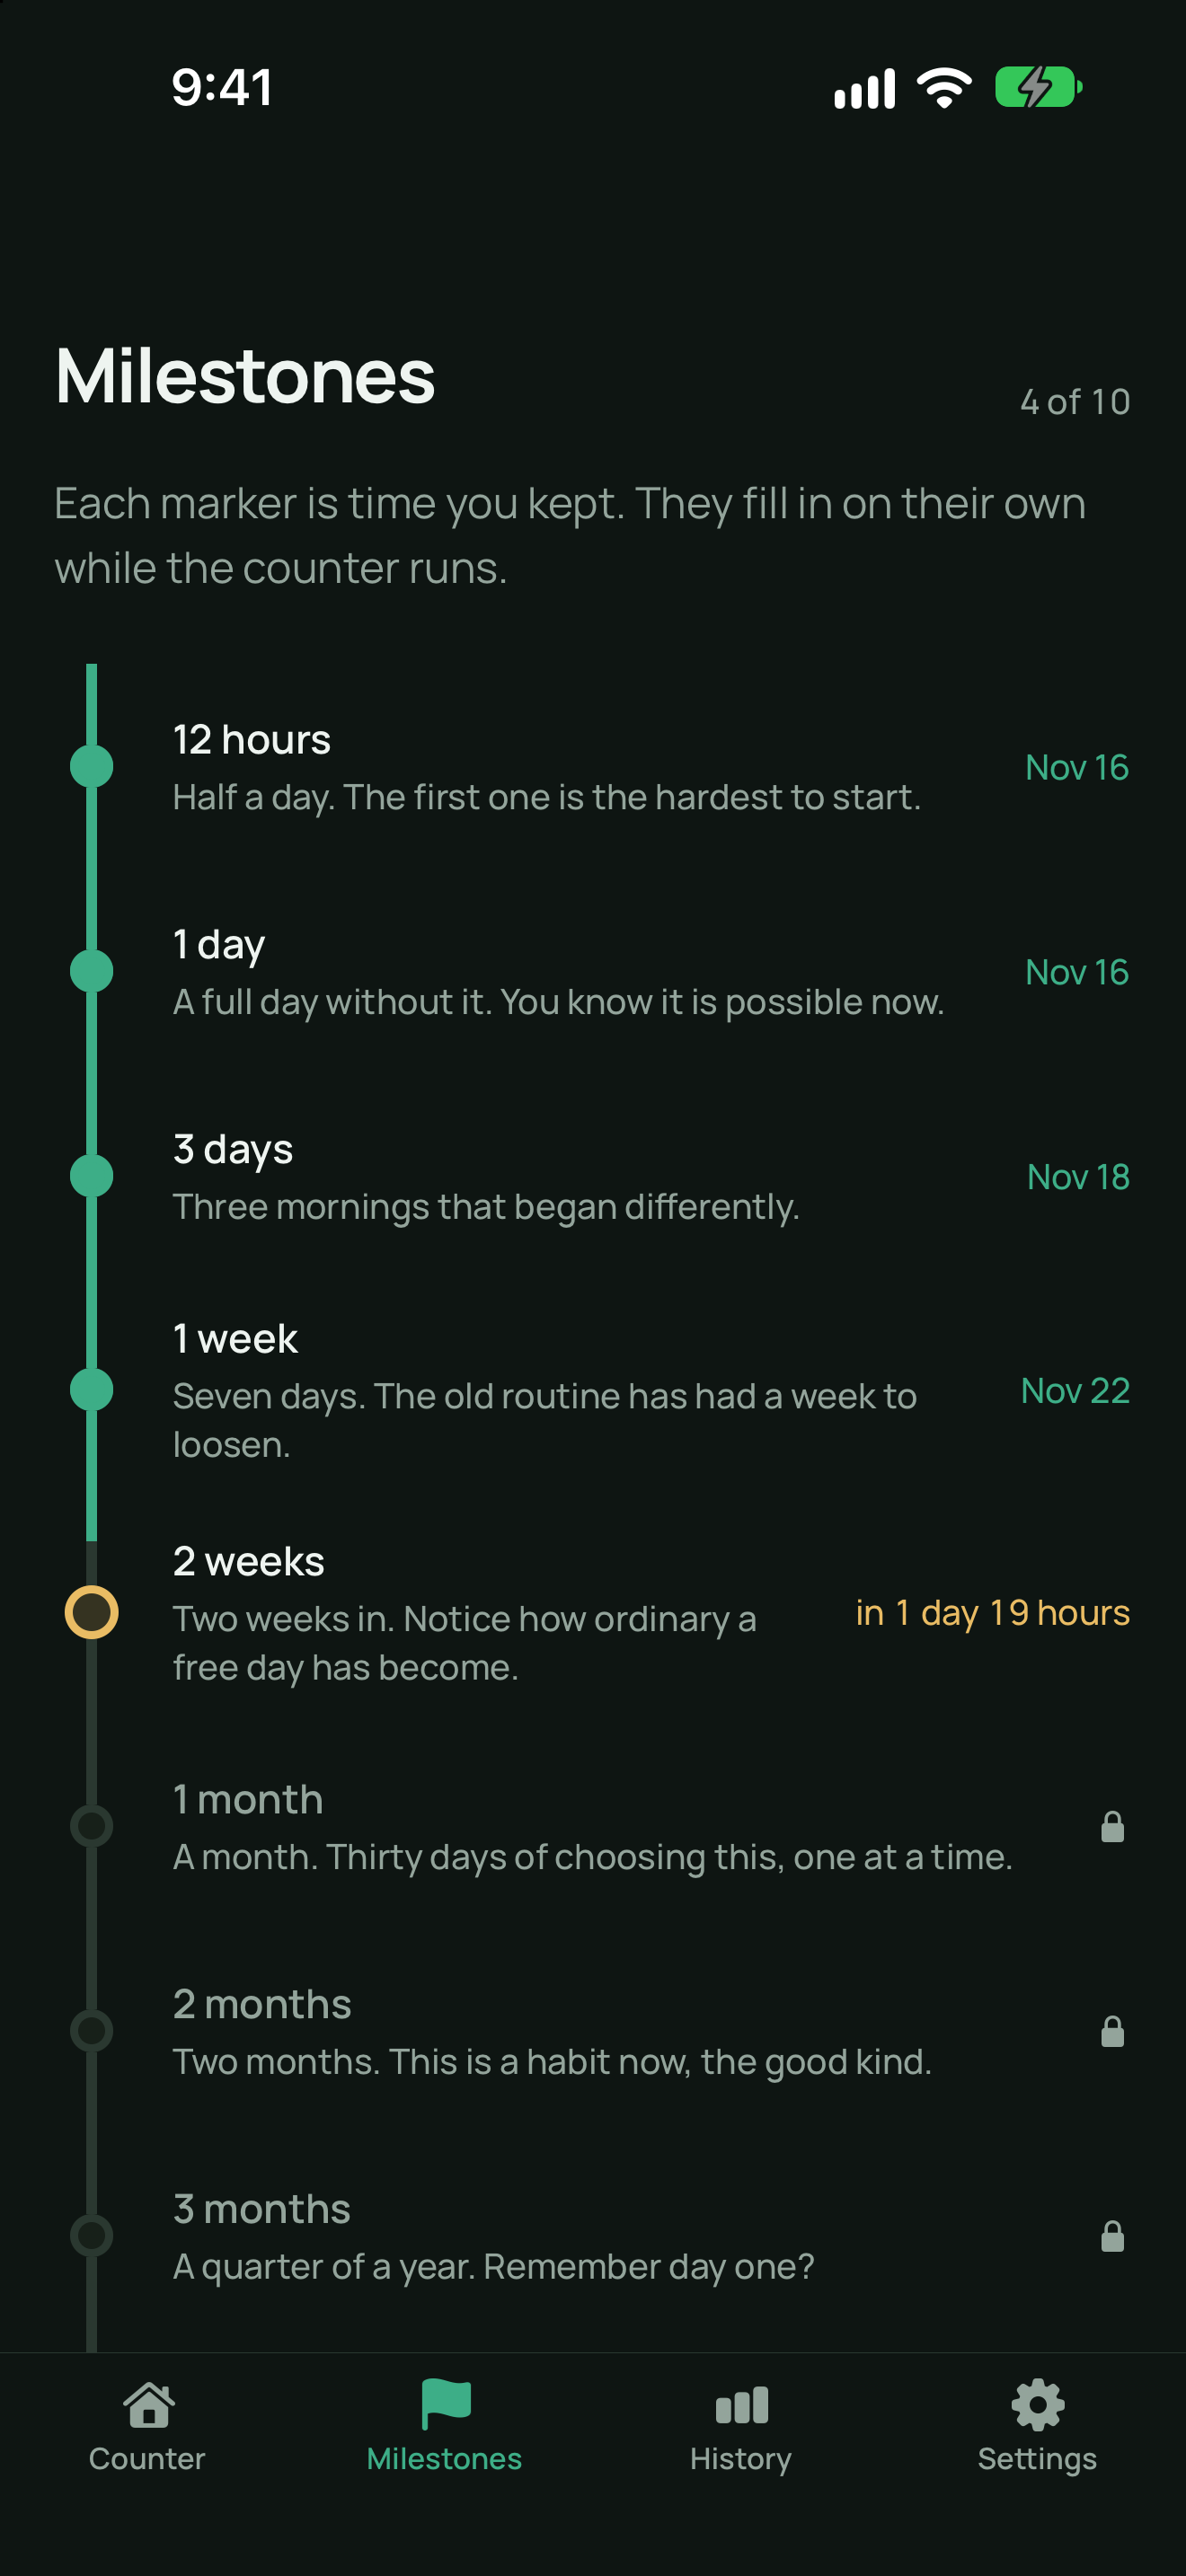 9:41
Milestones
4 of 10
Each marker is time you kept. They fill in on their own
while the counter runs.
12 hours
Half a day. The first one is the hardest to start.
Nov 16
1 day
A full day without it. You know it is possible now.
Nov 16
3 days
Three mornings that began differently.
Nov 18
1 week
Seven days. The old routine has had a week to
loosen.
Nov 22
2 weeks
Two weeks in. Notice how ordinary a
free day has become.
in 1 day 19 hours
1 month
A month. Thirty days of choosing this, one at a time.
2 months
Two months. This is a habit now, the good kind.
3 months
A quarter of a year. Remember day one?
Counter
Milestones
History
Settings